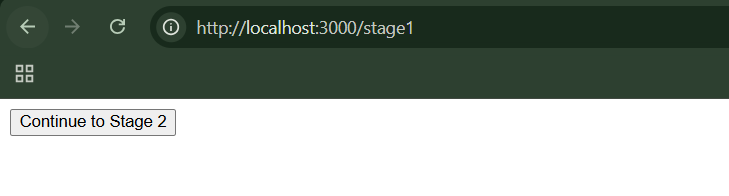 http://localhost:3000/stage1
Continue to Stage 2